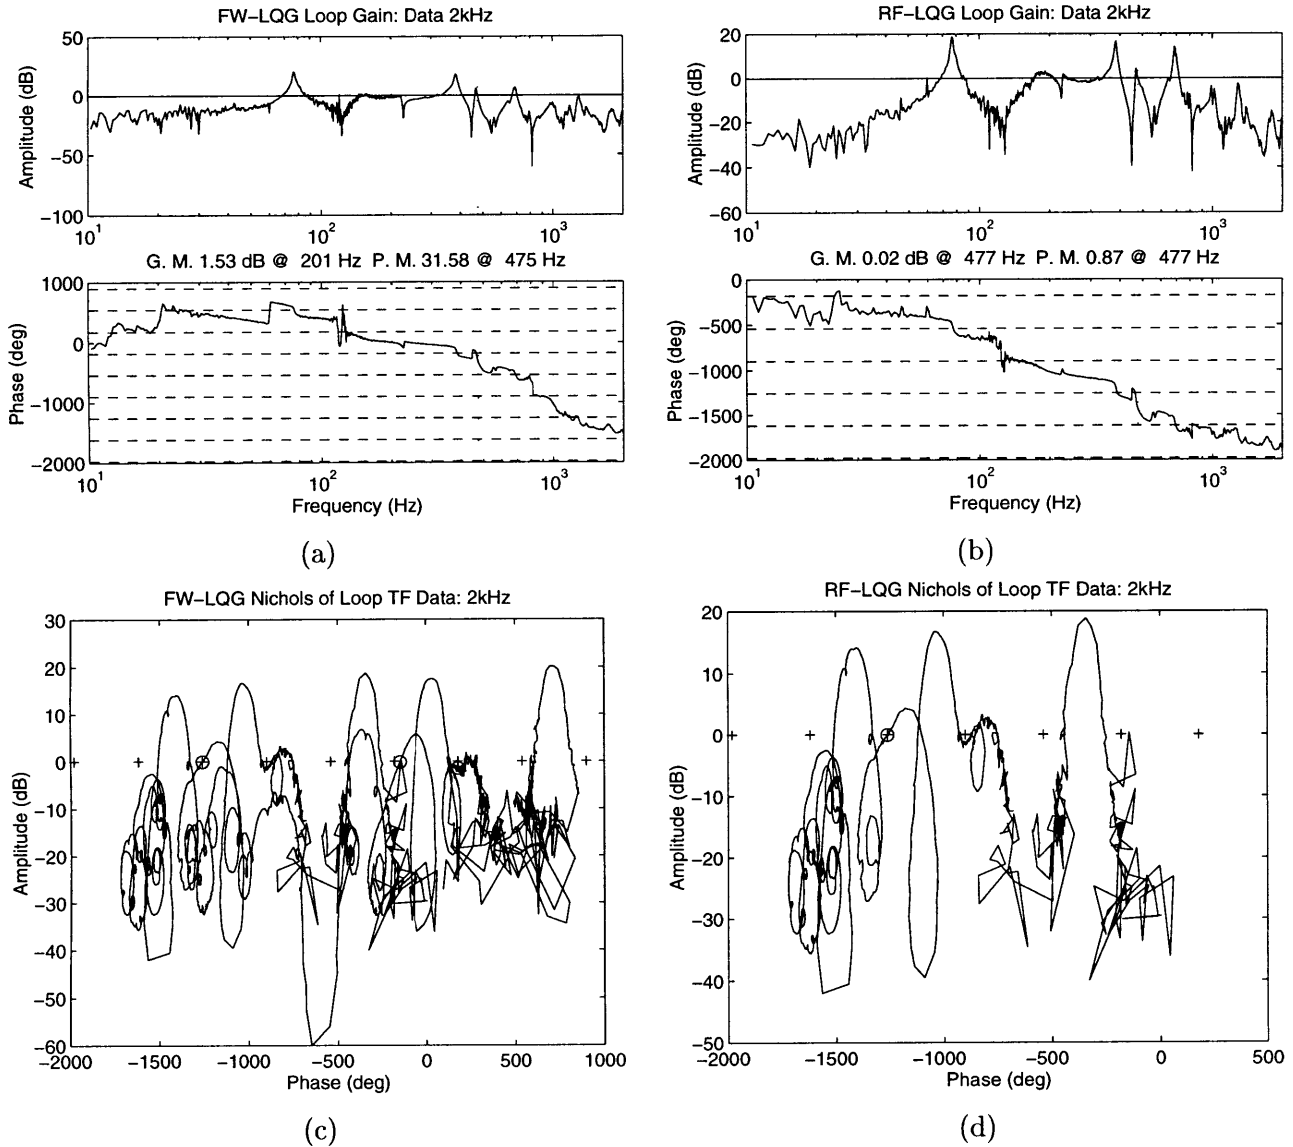 FW-LQG Loop Gain: Data 2kHz
50
0
-50
-100
Amplitude (dB)
10^1
10^2
10^3
G. M. 1.53 dB @ 201 Hz P. M. 31.58 @ 475 Hz
1000
0
-1000
-2000
Phase (deg)
10^1
10^2
10^3
Frequency (Hz)
(a)
RF-LQG Loop Gain: Data 2kHz
20
0
-20
-40
-60
Amplitude (dB)
10^1
10^2
10^3
G. M. 0.02 dB @ 477 Hz P. M. 0.87 @ 477 Hz
0
-500
-1000
-1500
-2000
Phase (deg)
10^1
10^2
10^3
Frequency (Hz)
(b)
FW-LQG Nichols of Loop TF Data: 2kHz
30
20
10
0
-10
-20
-30
-40
-50
-60
Amplitude (dB)
-2000 -1500 -1000 -500 0 500 1000
Phase (deg)
(c)
RF-LQG Nichols of Loop TF Data: 2kHz
20
10
0
-10
-20
-30
-40
-50
Amplitude (dB)
-2000 -1500 -1000 -500 0 500
Phase (deg)
(d)